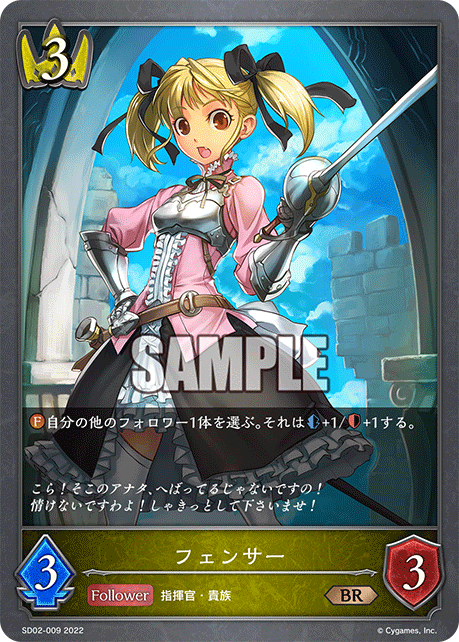 3
SAMPLE
F 自分の他のフォロワー1体を選ぶ。それは+1/+1する。
こら！そこのアナタ、へばってるじゃないですの！
情けないですわよ！しゃきっとして下さいませ！
フェンサー
3
Follower 指揮官・貴族 BR
3
SD02-009 2022 © Cygames, Inc.